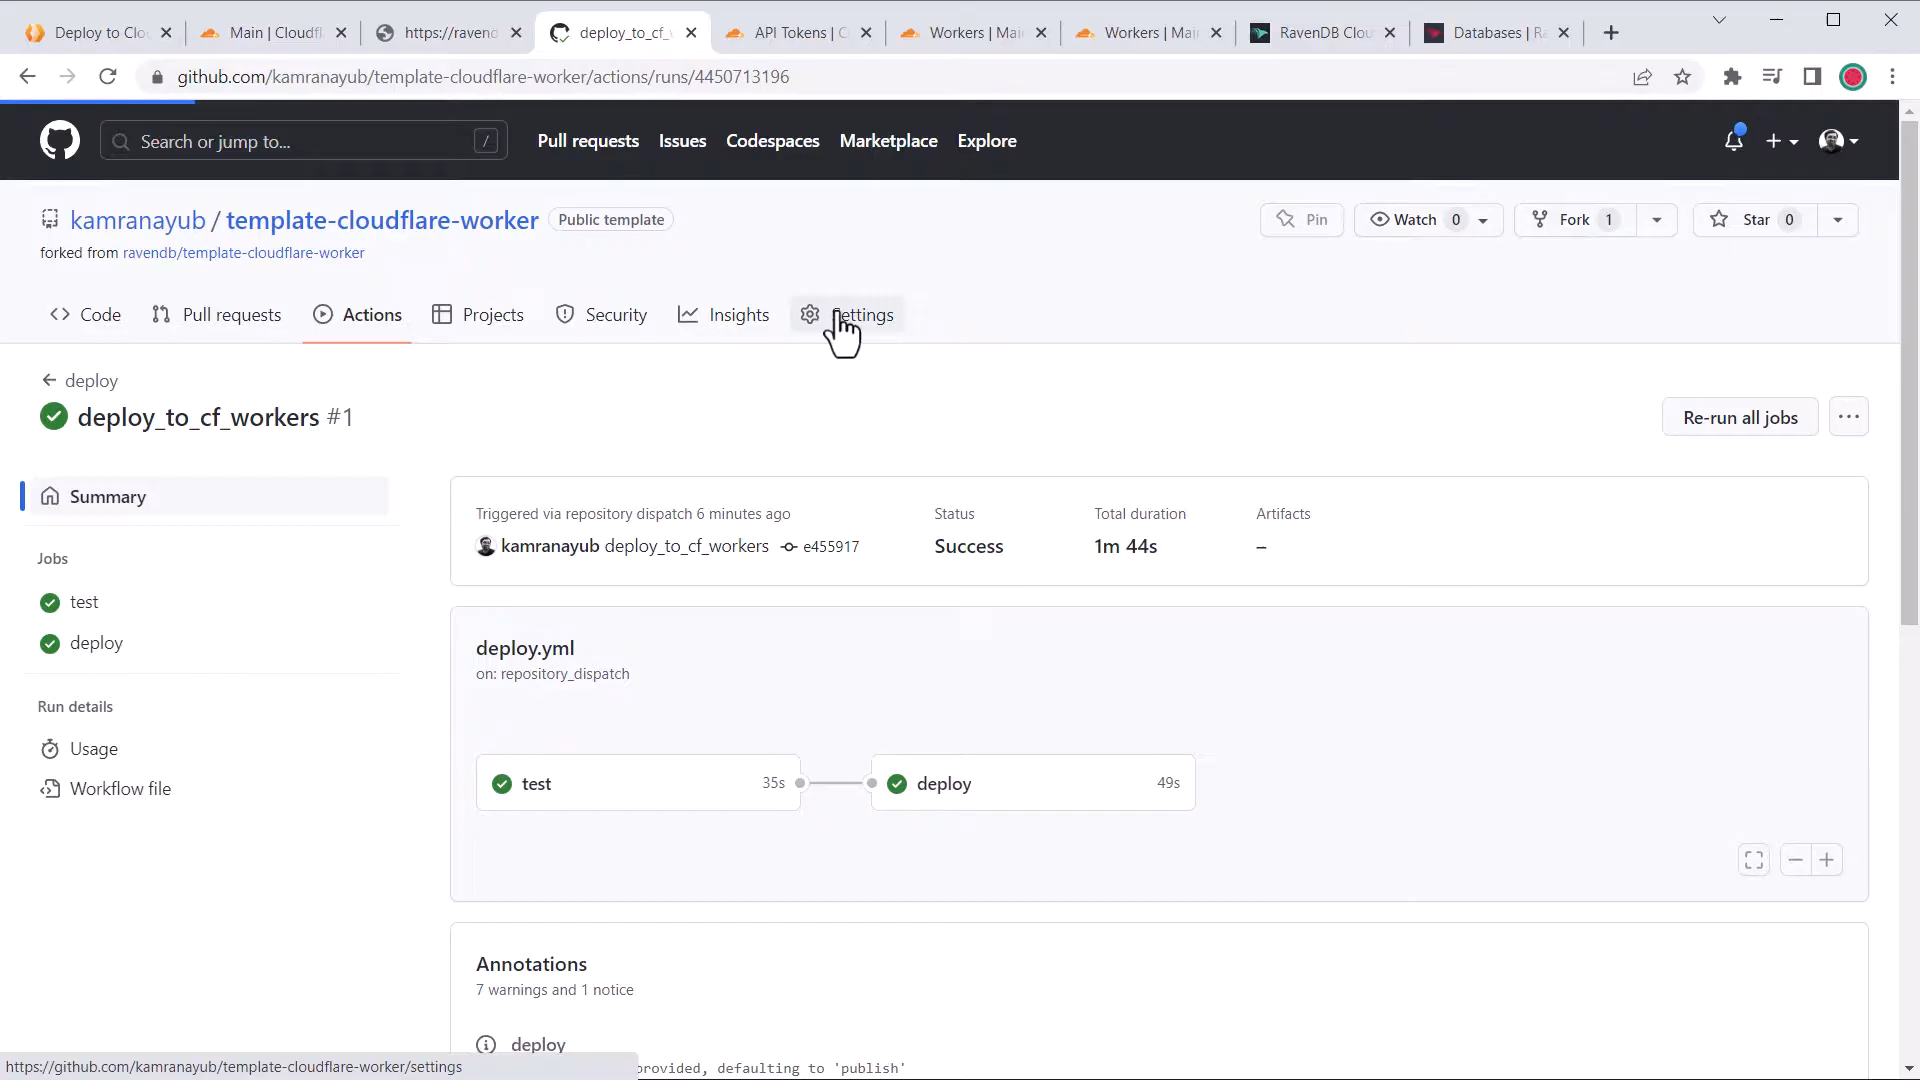 Deploy to Clo
Main | Cloudfl
https://ravend
deploy_to_cf_
API Tokens | C
Workers | Mai
Workers | Mai
RavenDB Clou
Databases | Ra
github.com/kamranayub/template-cloudflare-worker/actions/runs/4450713196
Search or jump to...
/
Pull requests
Issues
Codespaces
Marketplace
Explore
kamranayub / template-cloudflare-worker
Public template
Pin
Watch 0
Fork 1
Star 0
forked from ravendb/template-cloudflare-worker
Code
Pull requests
Actions
Projects
Security
Insights
Settings
deploy
deploy_to_cf_workers #1
Re-run all jobs
Summary
Jobs
test
deploy
Run details
Usage
Workflow file
Triggered via repository dispatch 6 minutes ago
kamranayub deploy_to_cf_workers e455917
Status
Success
Total duration
1m 44s
Artifacts
–
deploy.yml
on: repository_dispatch
test 35s
deploy 49s
Annotations
7 warnings and 1 notice
deploy
provided, defaulting to 'publish'
https://github.com/kamranayub/template-cloudflare-worker/settings